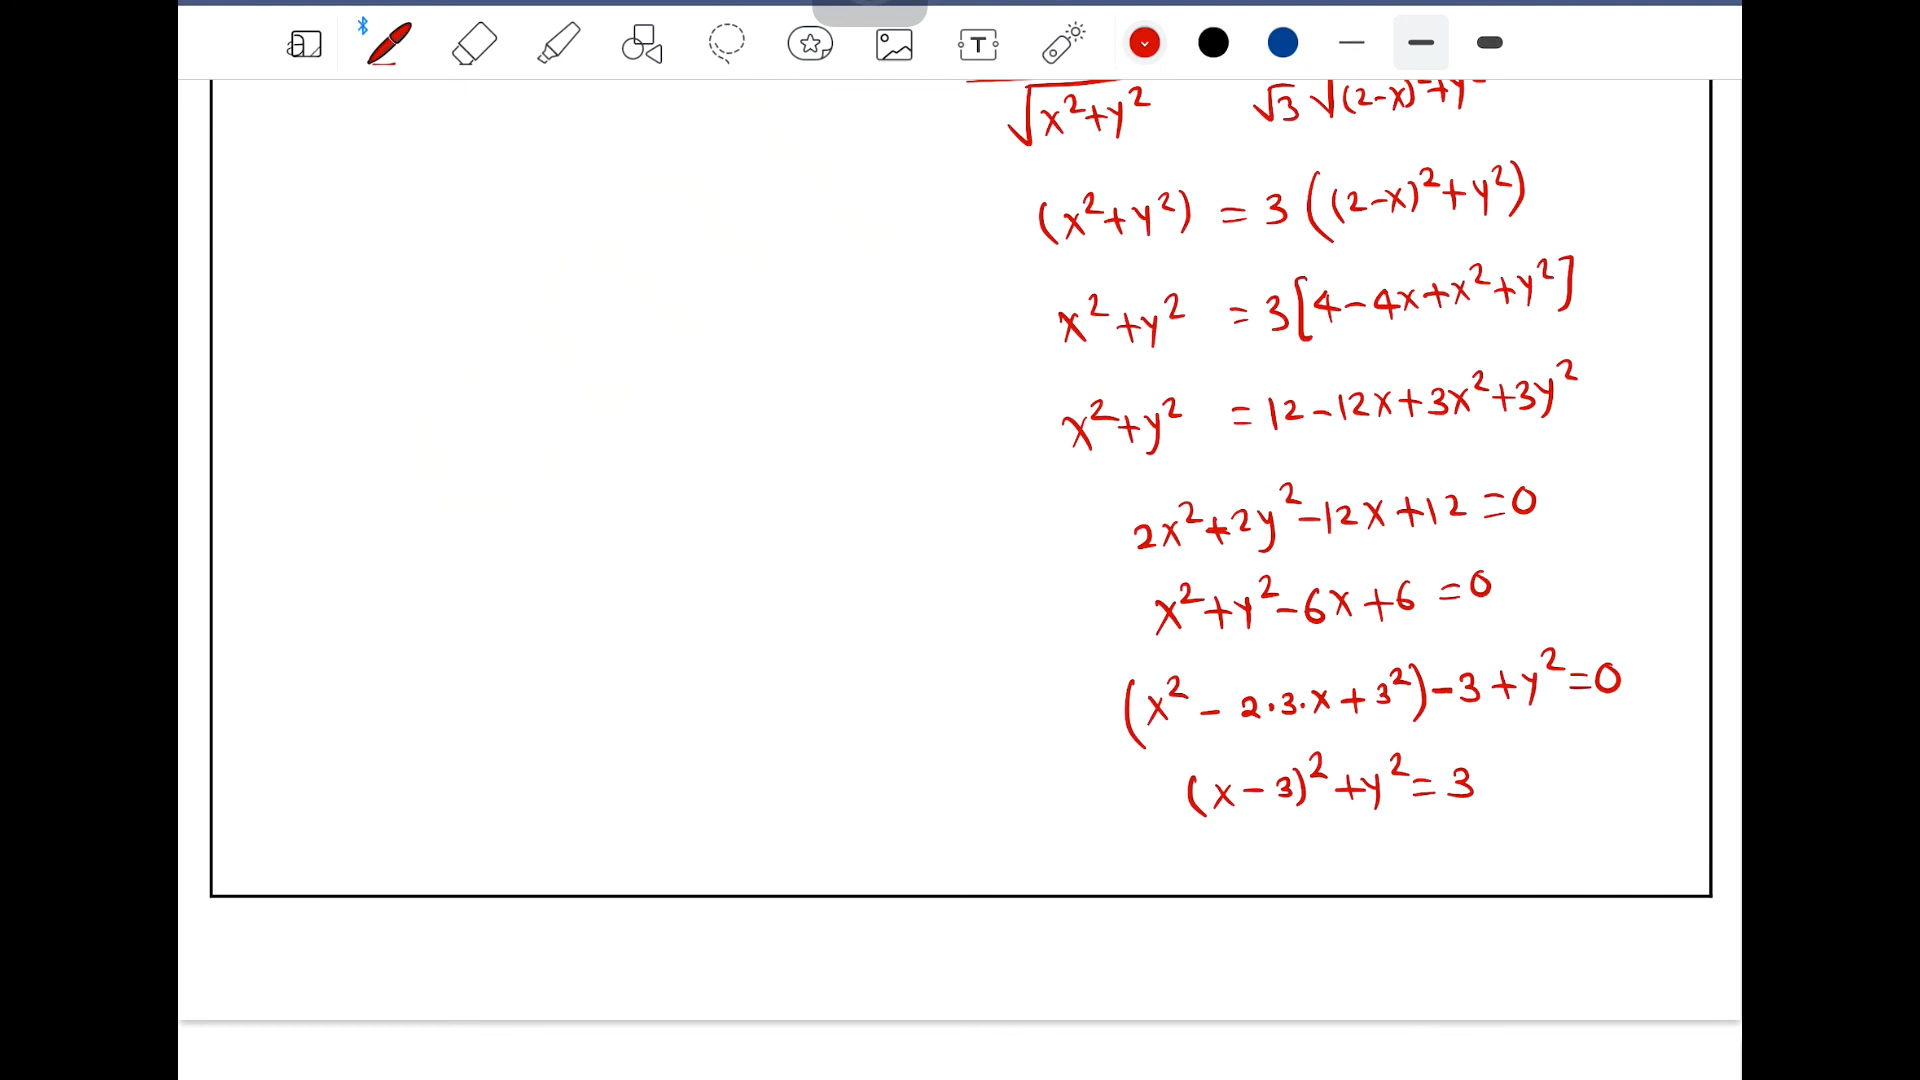 √x²+y² √3 √(2-x)²+y²
(x²+y²) = 3((2-x)²+y²)
x²+y² = 3[4-4x+x²+y²]
x²+y² = 12-12x+3x²+3y²
2x²+2y²-12x+12=0
x²+y²-6x+6=0
(x²-2·3·x+3²)-3+y²=0
(x-3)²+y²=3